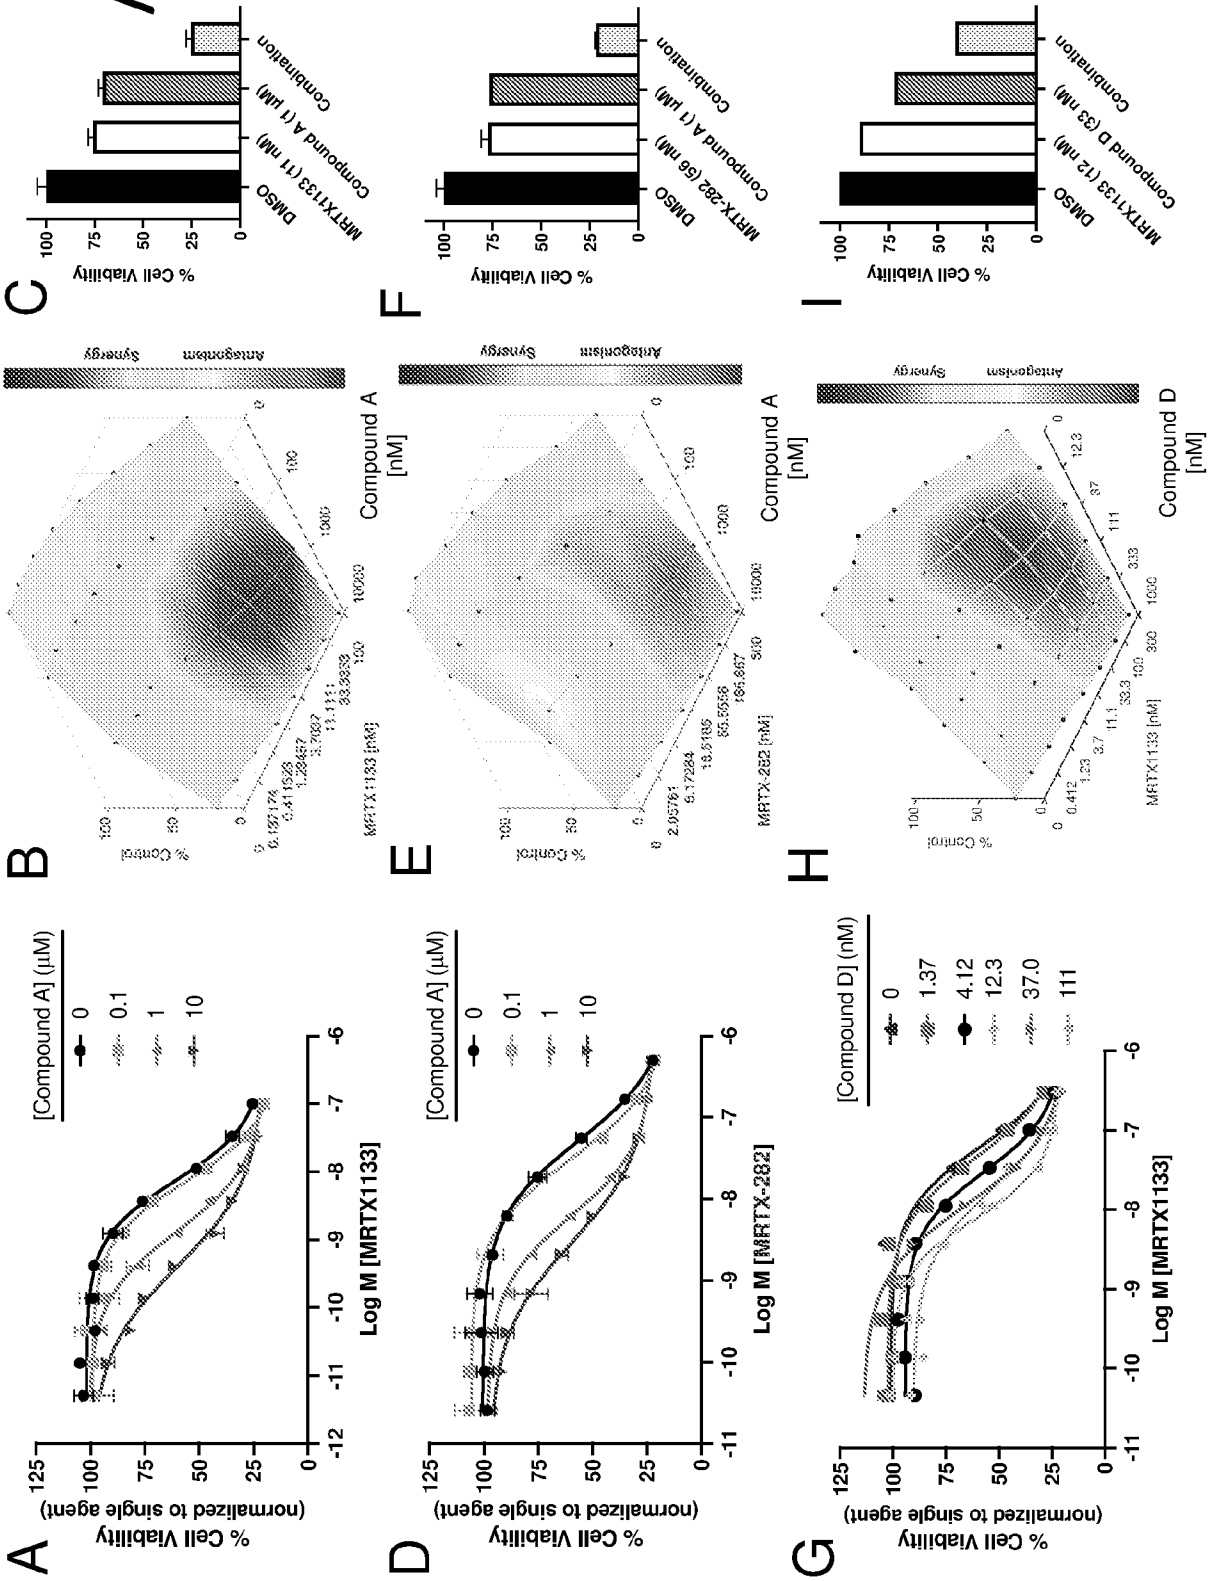 A
% Cell Viability
(normalized to single agent)
125
100
75
50
25
0
-12
-11
-10
-9
-8
-7
-6
Log M [MRTX1133]
[Compound A] (μM)
0
0.1
1
10
B
% Control
100
50
0
0
0.411523
3.7037
11.1111
33.3333
100
MRTX1133 [nM]
10000
1000
100
0
Compound A
[nM]
Synergy
Antagonism
C
% Cell Viability
100
75
50
25
0
DMSO
MRTX1133 (11 nM)
Compound A (1 μM)
Combination
D
% Cell Viability
(normalized to single agent)
125
100
75
50
25
0
-11
-10
-9
-8
-7
-6
Log M [MRTX-282]
[Compound A] (μM)
0
0.1
1
10
E
% Control
100
50
0
0
2.05761
6.17284
18.5185
55.5556
166.667
500
MRTX-282 [nM]
10000
1000
100
0
Compound A
[nM]
Synergy
Antagonism
F
% Cell Viability
100
75
50
25
0
DMSO
MRTX-282 (56 nM)
Compound A (1 μM)
Combination
G
% Cell Viability
(normalized to single agent)
125
100
75
50
25
0
-11
-10
-9
-8
-7
-6
Log M [MRTX1133]
[Compound D] (nM)
0
1.37
4.12
12.3
37.0
111
H
% Control
100
50
0
0
0.412
1.23
3.7
11.1
33.3
100
300
MRTX1133 [nM]
1000
333
111
37
12.3
0
Compound D
[nM]
Synergy
Antagonism
I
% Cell Viability
100
75
50
25
0
DMSO
MRTX1133 (12 nM)
Compound D (33 nM)
Combination